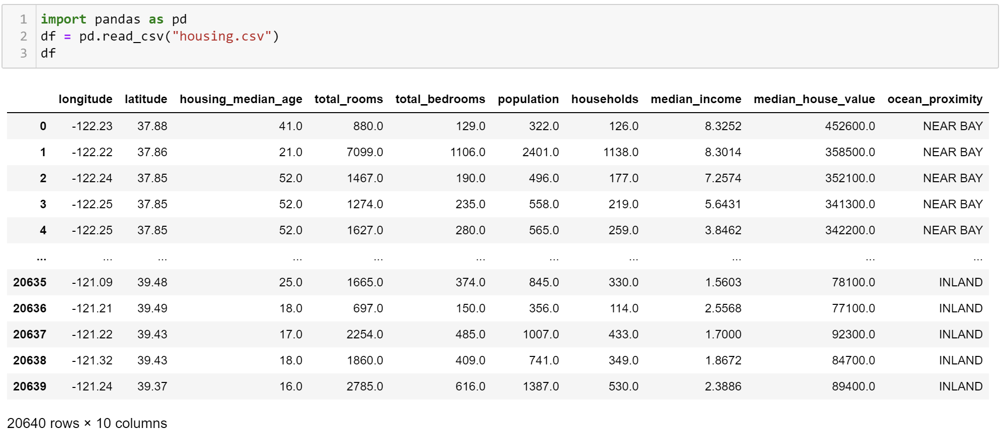 1 import pandas as pd
2 df = pd.read_csv("housing.csv")
3 df
longitude latitude housing_median_age total_rooms total_bedrooms population households median_income median_house_value ocean_proximity
0 -122.23 37.88 41.0 880.0 129.0 322.0 126.0 8.3252 452600.0 NEAR BAY
1 -122.22 37.86 21.0 7099.0 1106.0 2401.0 1138.0 8.3014 358500.0 NEAR BAY
2 -122.24 37.85 52.0 1467.0 190.0 496.0 177.0 7.2574 352100.0 NEAR BAY
3 -122.25 37.85 52.0 1274.0 235.0 558.0 219.0 5.6431 341300.0 NEAR BAY
4 -122.25 37.85 52.0 1627.0 280.0 565.0 259.0 3.8462 342200.0 NEAR BAY
... ... ... ... ... ... ... ... ... ... ...
20635 -121.09 39.48 25.0 1665.0 374.0 845.0 330.0 1.5603 78100.0 INLAND
20636 -121.21 39.49 18.0 697.0 150.0 356.0 114.0 2.5568 77100.0 INLAND
20637 -121.22 39.43 17.0 2254.0 485.0 1007.0 433.0 1.7000 92300.0 INLAND
20638 -121.32 39.43 18.0 1860.0 409.0 741.0 349.0 1.8672 84700.0 INLAND
20639 -121.24 39.37 16.0 2785.0 616.0 1387.0 530.0 2.3886 89400.0 INLAND
20640 rows × 10 columns